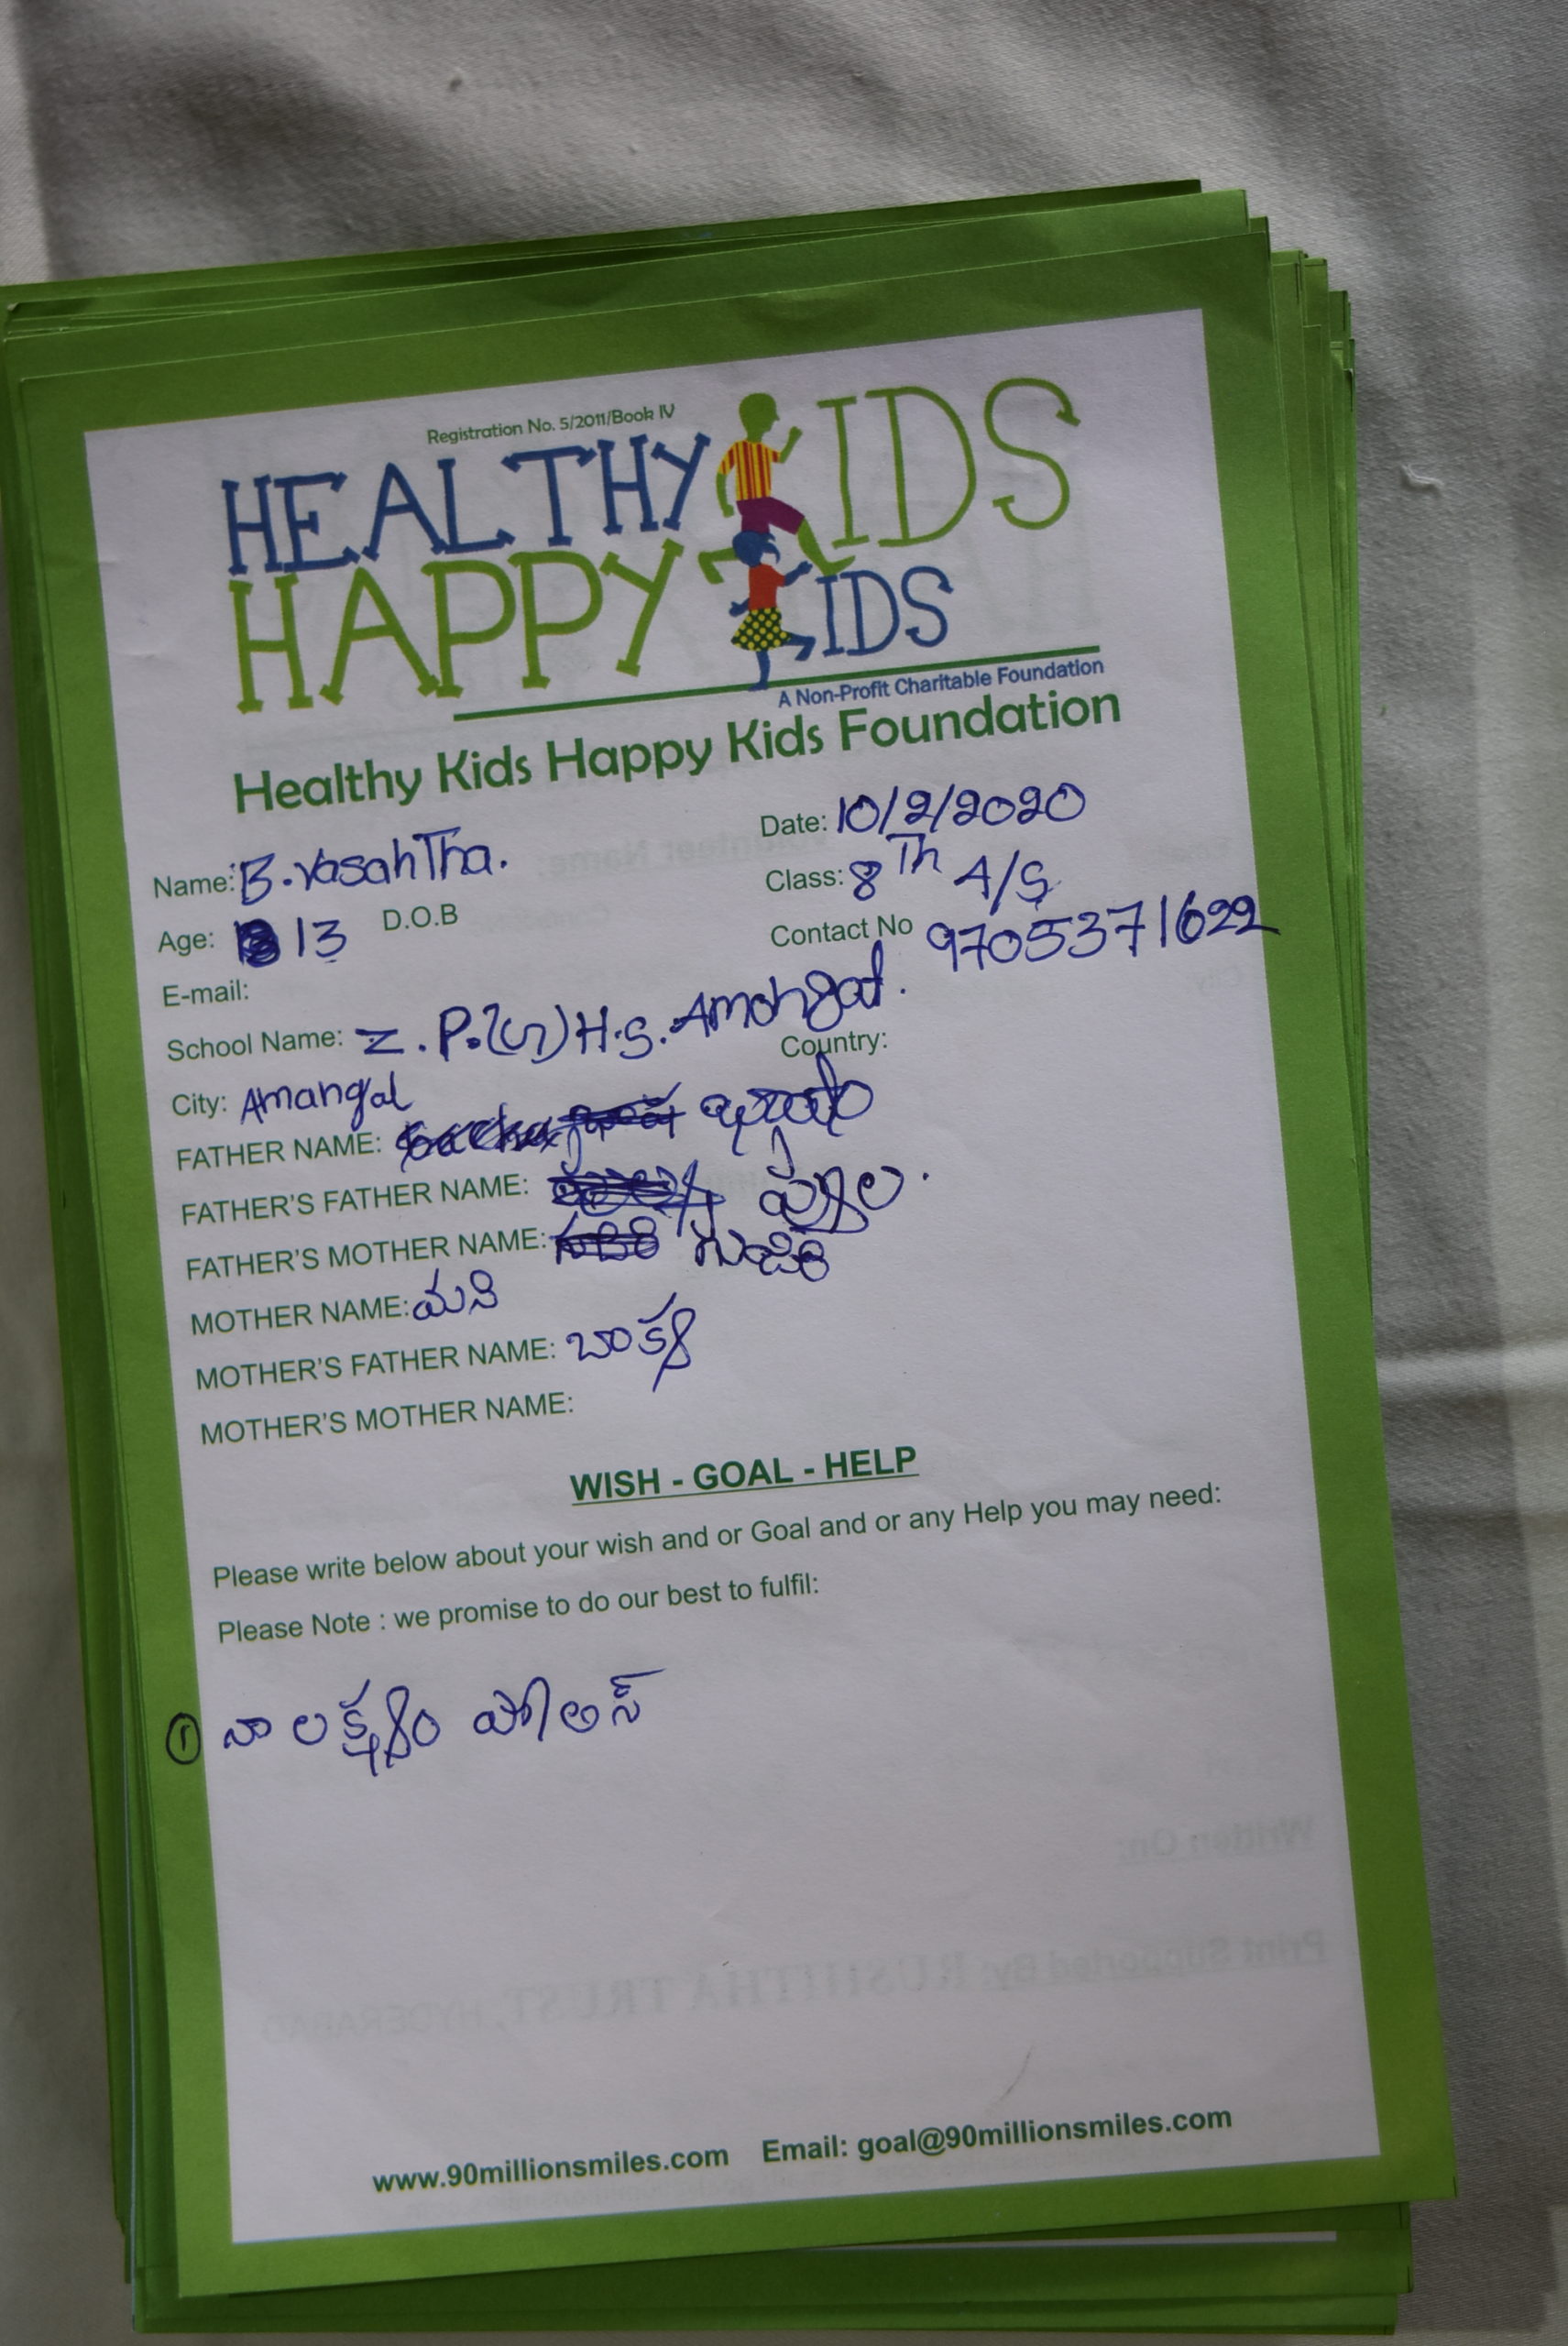 Registration No. 5/2011/Book IV
HEALTHY KIDS
HAPPY KIDS
A Non-Profit Charitable Foundation
Healthy Kids Happy Kids Foundation
Name: B. VasahTha. Date: 10/2/2020
Age: 13 D.O.B Class: 8Th A/S
E-mail: Contact No 9705371622
School Name: Z.P.(G)H.S. Amangal.
City: Amangal Country:
FATHER NAME:
FATHER'S FATHER NAME:
FATHER'S MOTHER NAME:
MOTHER NAME: మని
MOTHER'S FATHER NAME: బాక్య
MOTHER'S MOTHER NAME:
WISH - GOAL - HELP
Please write below about your wish and or Goal and or any Help you may need:
Please Note : we promise to do our best to fulfil:
① నా లక్ష్యం పోలిస్
www.90millionsmiles.com Email: goal@90millionsmiles.com